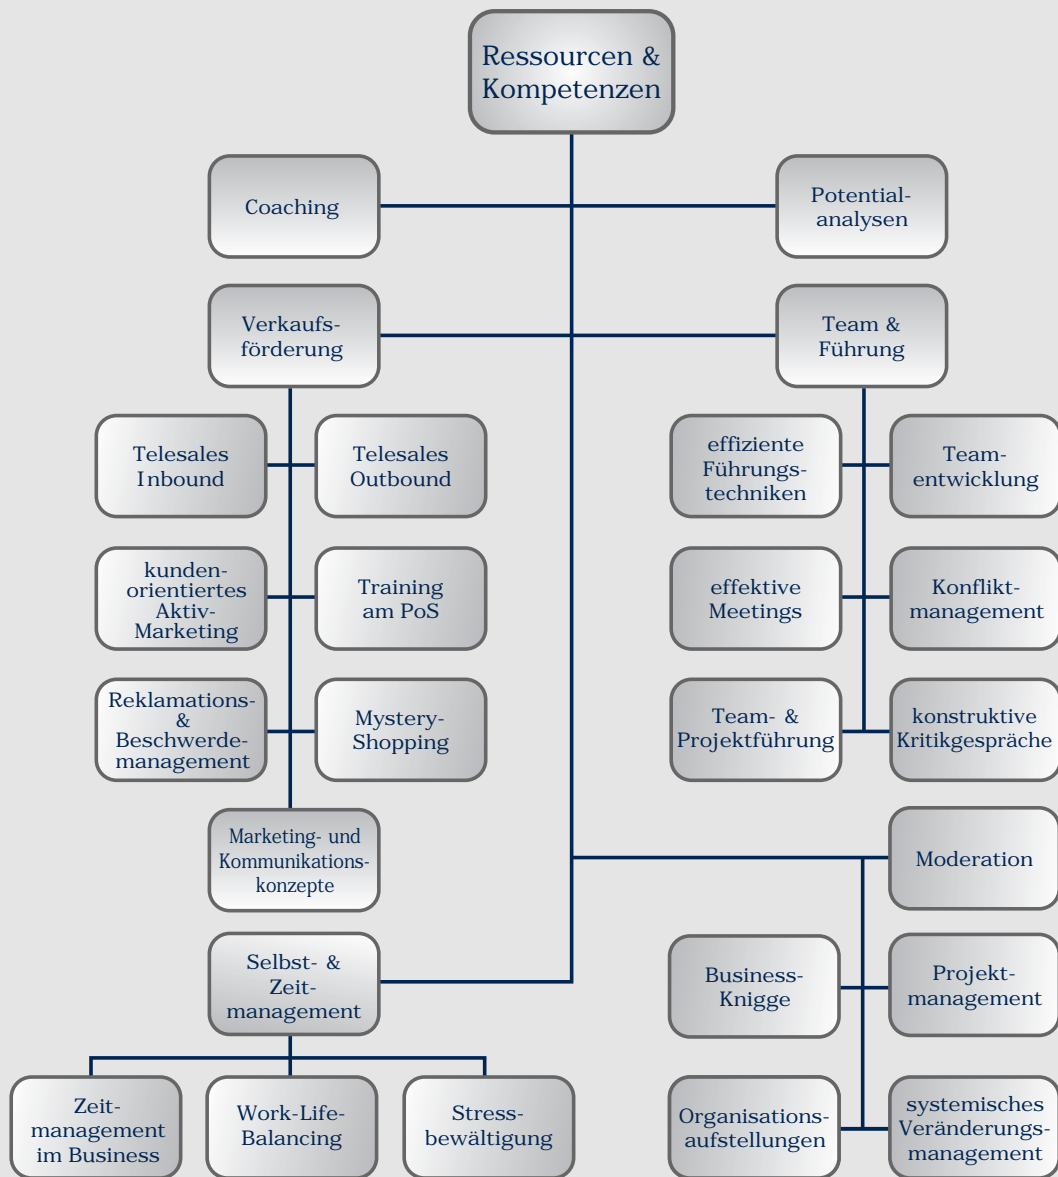 Ressourcen &
Kompetenzen
Coaching
Potential-
analysen
Verkaufs-
förderung
Team &
Führung
Telesales
Inbound
Telesales
Outbound
effiziente
Führungs-
techniken
Team-
entwicklung
kunden-
orientiertes
Aktiv-
Marketing
Training
am PoS
effektive
Meetings
Konflikt-
management
Reklamations-
&
Beschwerde-
management
Mystery-
Shopping
Team- &
Projektführung
konstruktive
Kritikgespräche
Marketing- und
Kommunikations-
konzepte
Moderation
Selbst- &
Zeit-
management
Business-
Knigge
Projekt-
management
Zeit-
management
im Business
Work-Life-
Balancing
Stress-
bewältigung
Organisations-
aufstellungen
systemisches
Veränderungs-
management